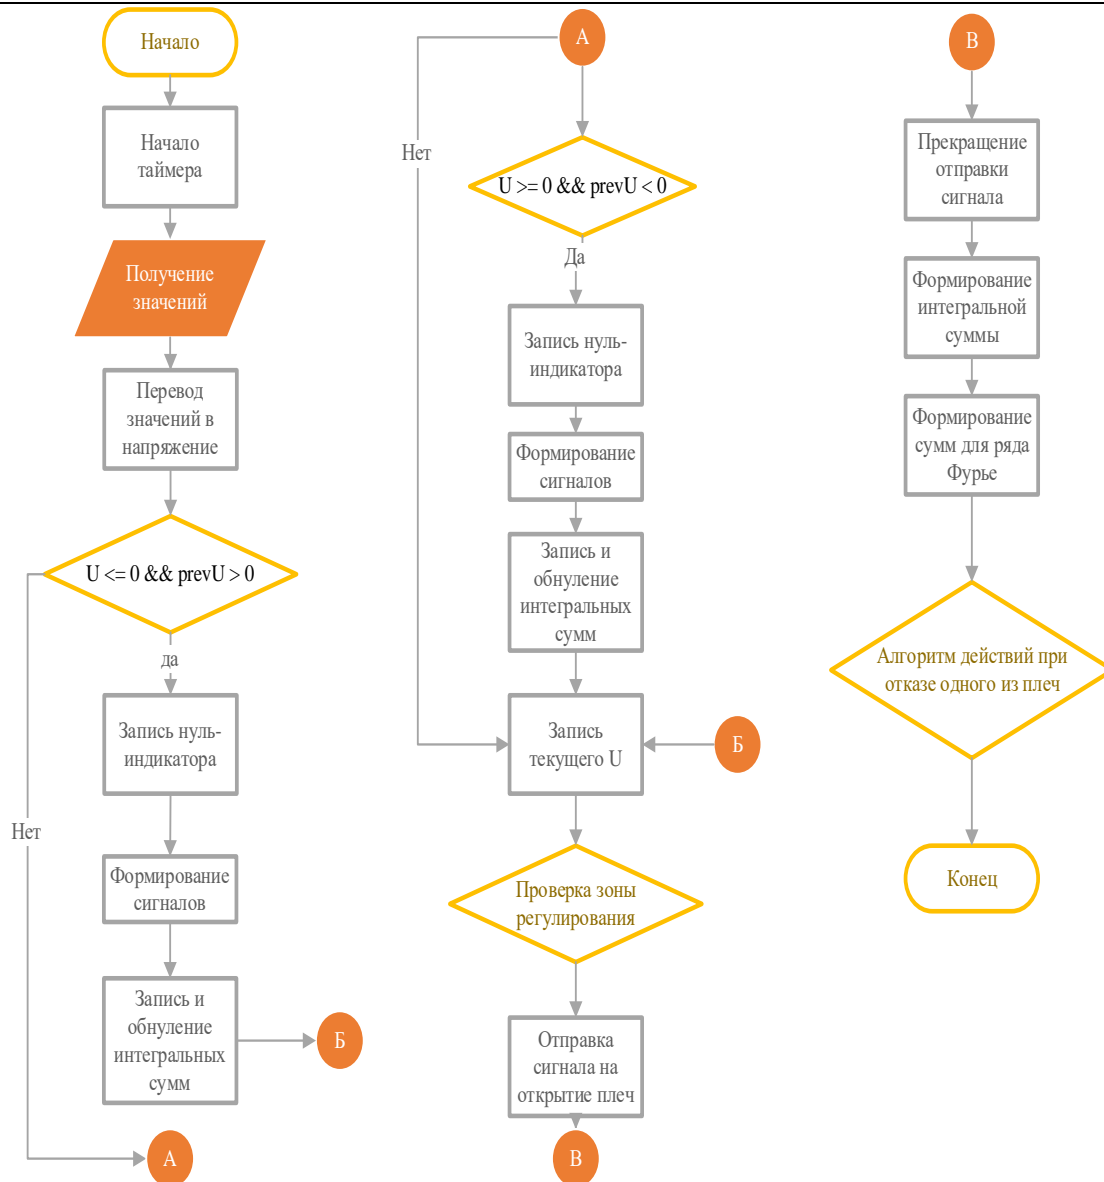 Начало
Начало
таймера
Получение
значений
Перевод
значений в
напряжение
U <= 0 && prevU > 0
да
Нет
Запись нуль-
индикатора
Формирование
сигналов
Запись и
обнуление
интегральных
сумм
Б
А
А
Нет
U >= 0 && prevU < 0
Да
Запись нуль-
индикатора
Формирование
сигналов
Запись и
обнуление
интегральных
сумм
Запись
текущего U
Б
Проверка зоны
регулирования
Отправка
сигнала на
открытие плеч
В
В
Прекращение
отправки
сигнала
Формирование
интегральной
суммы
Формирование
сумм для ряда
Фурье
Алгоритм действий при
отказе одного из плеч
Конец